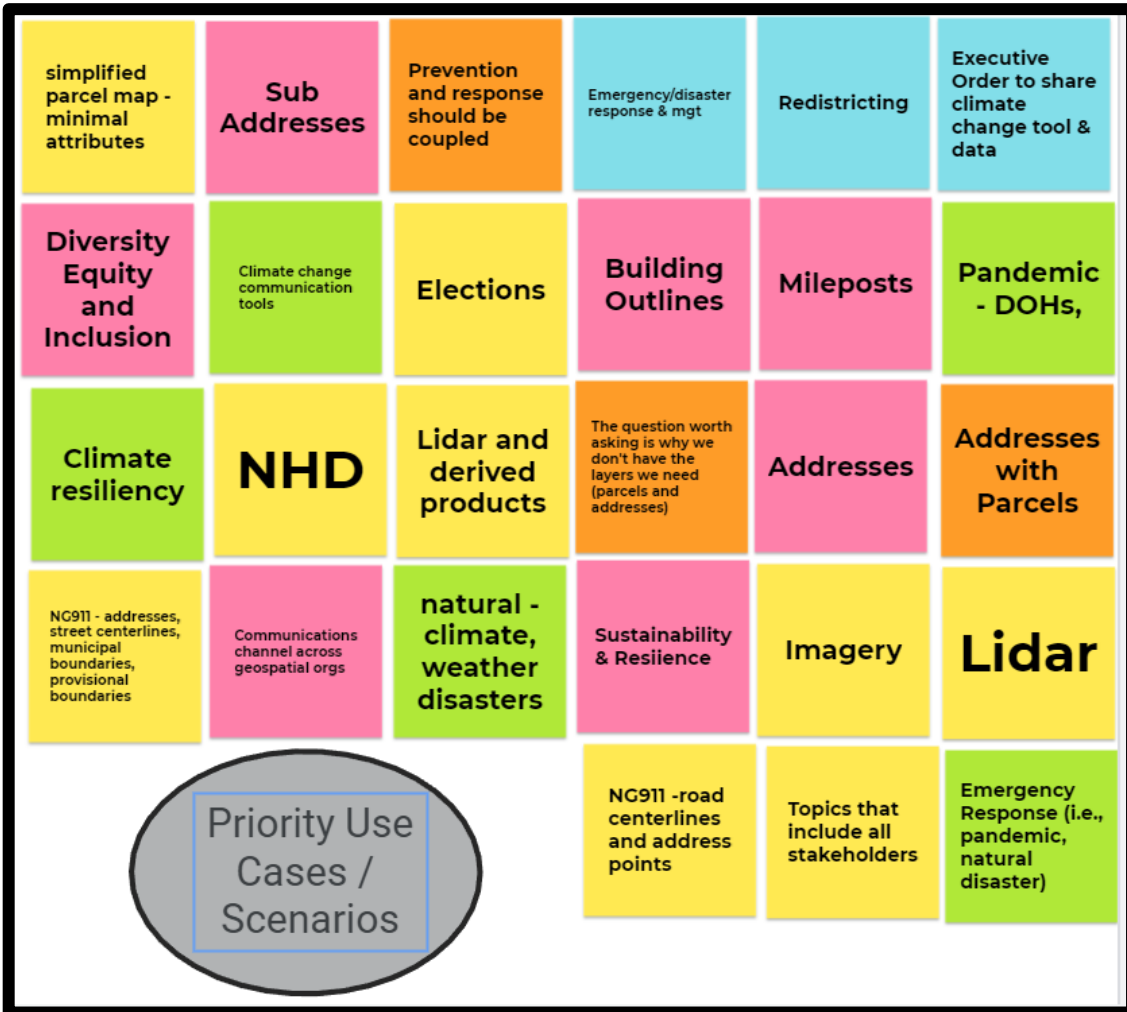 simplified
parcel map -
minimal
attributes
Sub
Addresses
Prevention
and response
should be
coupled
Emergency/disaster
response & mgt
Redistricting
Executive
Order to share
climate
change tool &
data
Diversity
Equity
and
Inclusion
Climate change
communication
tools
Elections
Building
Outlines
Mileposts
Pandemic
- DOHs,
Climate
resiliency
NHD
Lidar and
derived
products
The question worth
asking is why we
don't have the
layers we need
(parcels and
addresses)
Addresses
Addresses
with
Parcels
NG911 - addresses,
street centerlines,
municipal
boundaries,
provisional
boundaries
Communications
channel across
geospatial orgs
natural -
climate,
weather
disasters
Sustainability
& Resiience
Imagery
Lidar
Priority Use
Cases /
Scenarios
NG911 -road
centerlines
and address
points
Topics that
include all
stakeholders
Emergency
Response (i.e.,
pandemic,
natural
disaster)